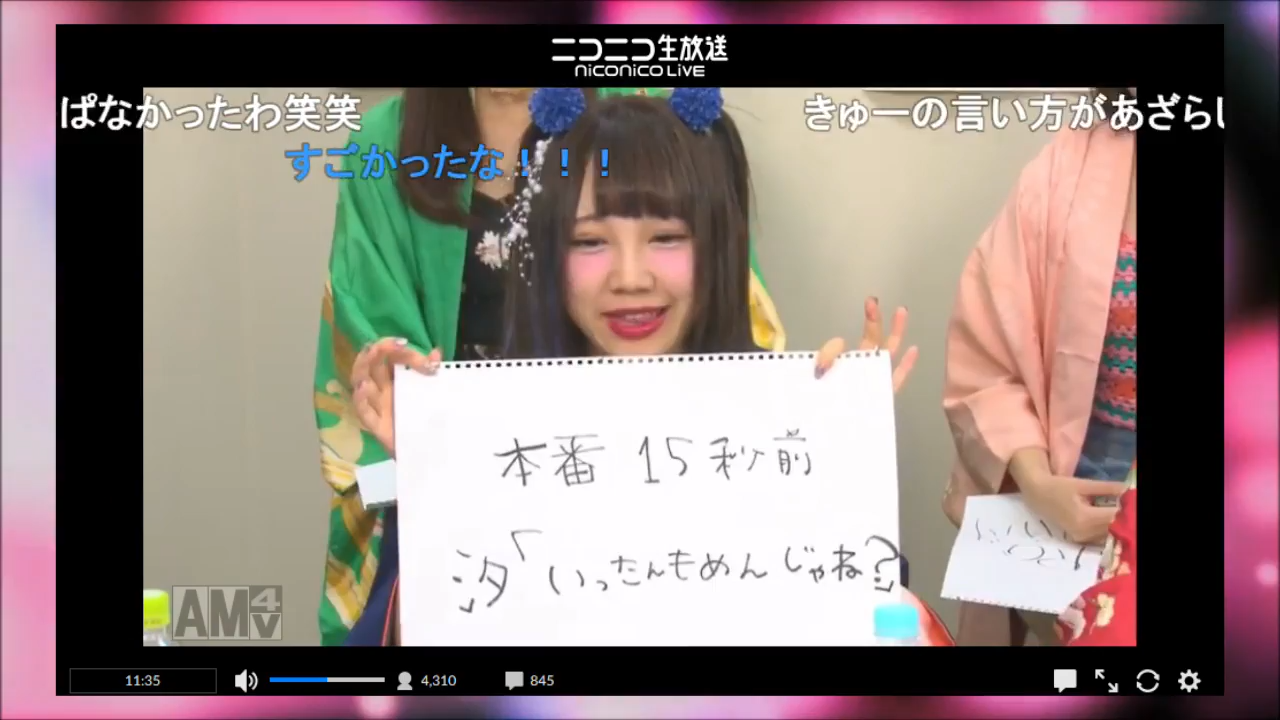 ニコニコ生放送
niconico LIVE
ぱなかったわ笑笑
きゅーの言い方があざらし
すごかったな！！！
本番 15秒前
汐「いったんもめんじゃね?」
AM4V
11:35
4,310
845